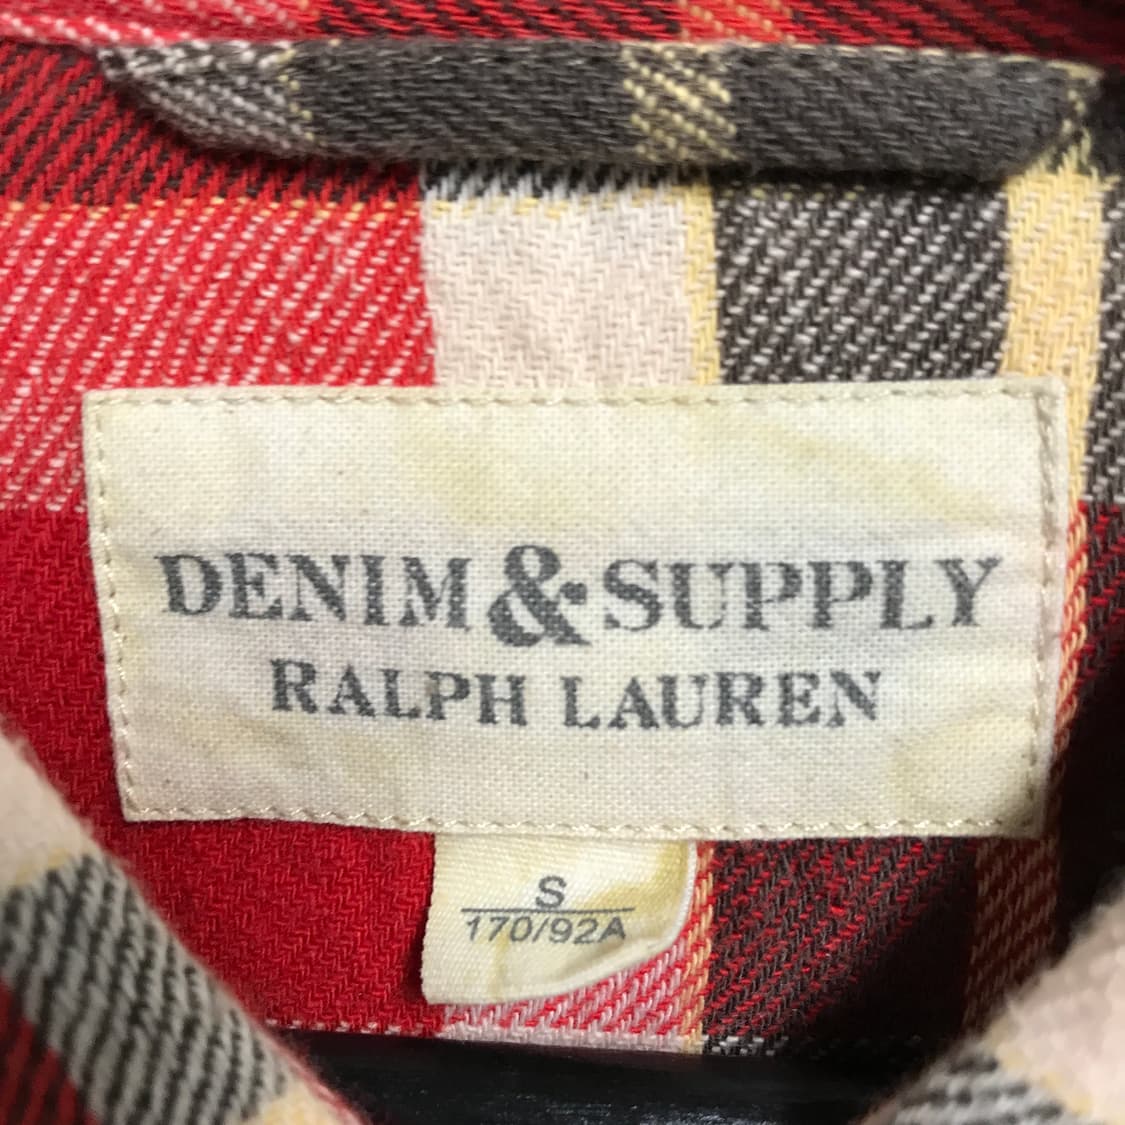 DENIM & SUPPLY
RALPH LAUREN
S
170/92A